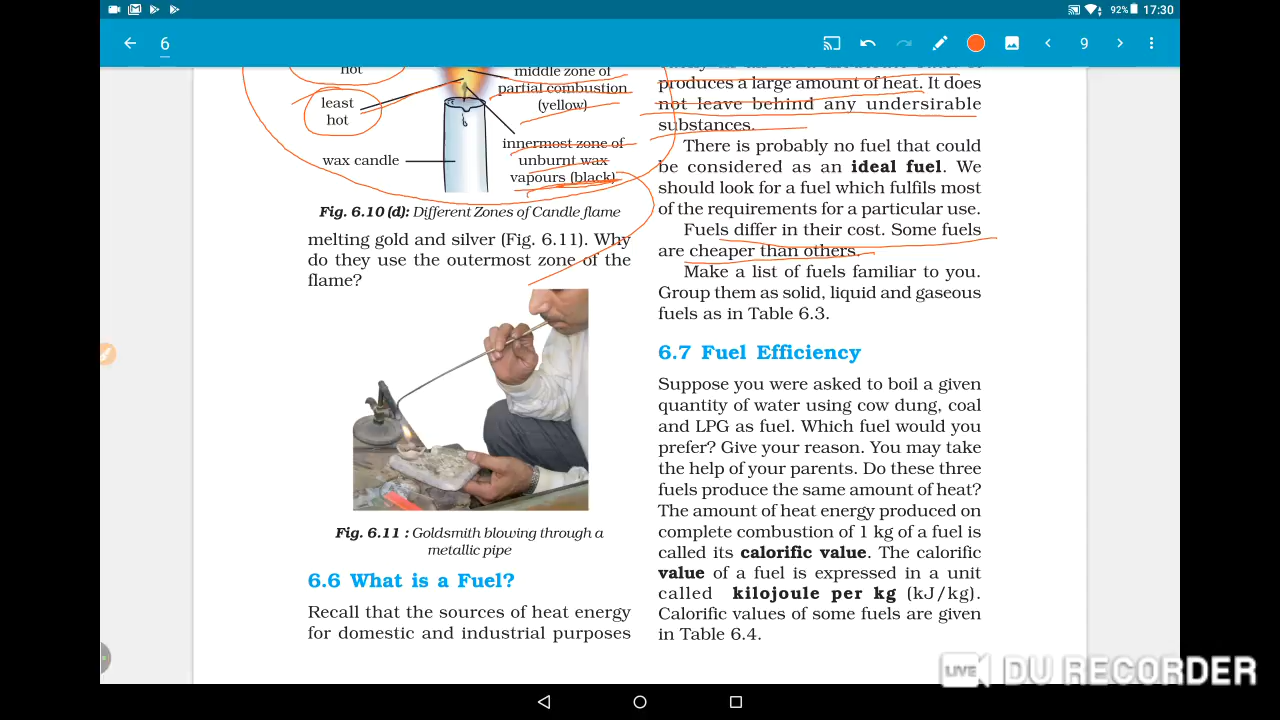 92%
17:30
6
9
hot
middle zone of
partial combustion
(yellow)
least
hot
innermost zone of
unburnt wax
vapours (black)
wax candle
Fig. 6.10 (d): Different Zones of Candle flame
melting gold and silver (Fig. 6.11). Why
do they use the outermost zone of the
flame?
Fig. 6.11 : Goldsmith blowing through a
metallic pipe
6.6 What is a Fuel?
Recall that the sources of heat energy
for domestic and industrial purposes
produces a large amount of heat. It does
not leave behind any undersirable
substances.
There is probably no fuel that could
be considered as an ideal fuel. We
should look for a fuel which fulfils most
of the requirements for a particular use.
Fuels differ in their cost. Some fuels
are cheaper than others.
Make a list of fuels familiar to you.
Group them as solid, liquid and gaseous
fuels as in Table 6.3.
6.7 Fuel Efficiency
Suppose you were asked to boil a given
quantity of water using cow dung, coal
and LPG as fuel. Which fuel would you
prefer? Give your reason. You may take
the help of your parents. Do these three
fuels produce the same amount of heat?
The amount of heat energy produced on
complete combustion of 1 kg of a fuel is
called its calorific value. The calorific
value of a fuel is expressed in a unit
called kilojoule per kg (kJ/kg).
Calorific values of some fuels are given
in Table 6.4.
LIVE DU RECORDER